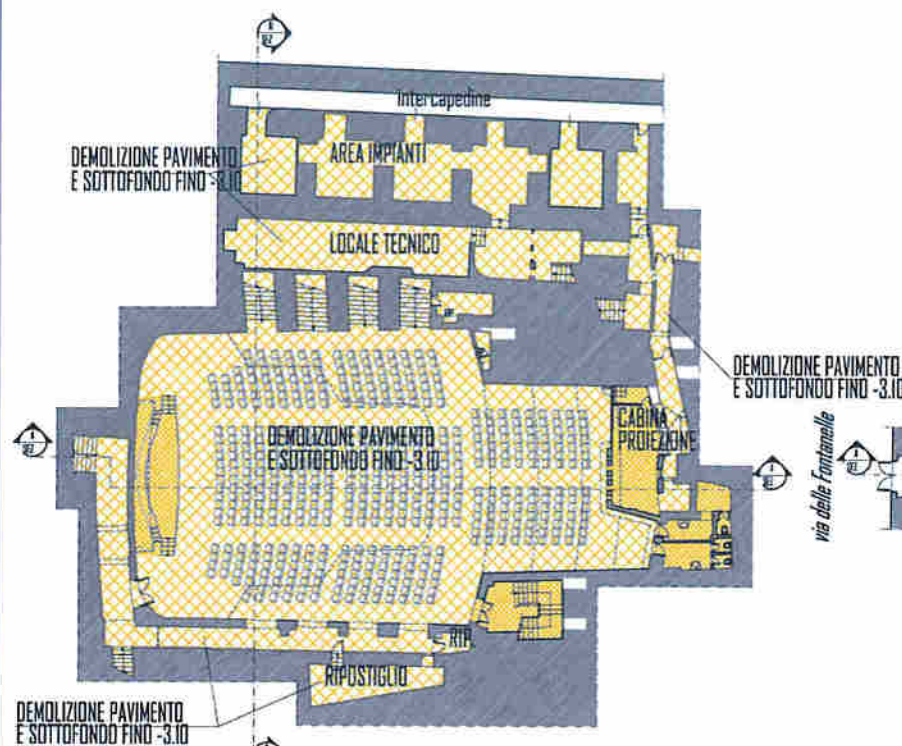 Intercapedine
DEMOLIZIONE PAVIMENTO
E SOTTOFONDO FINO -3.10
AREA IMPIANTI
LOCALE TECNICO
DEMOLIZIONE PAVIMENTO
E SOTTOFONDO FINO -3.10
DEMOLIZIONE PAVIMENTO
E SOTTOFONDO FINO -3.10
CABINA
PROIEZIONE
via delle Fontanelle
RIP.
RIPOSTIGLIO
DEMOLIZIONE PAVIMENTO
E SOTTOFONDO FINO -3.10